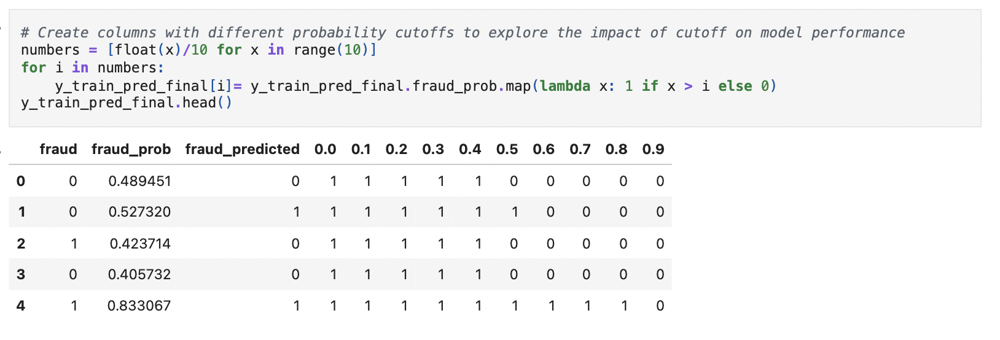 # Create columns with different probability cutoffs to explore the impact of cutoff on model performance
numbers = [float(x)/10 for x in range(10)]
for i in numbers:
    y_train_pred_final[i]= y_train_pred_final.fraud_prob.map(lambda x: 1 if x > i else 0)
y_train_pred_final.head()
fraud fraud_prob fraud_predicted 0.0 0.1 0.2 0.3 0.4 0.5 0.6 0.7 0.8 0.9
0 0 0.489451 0 1 1 1 1 1 0 0 0 0 0
1 0 0.527320 1 1 1 1 1 1 1 0 0 0 0
2 1 0.423714 0 1 1 1 1 1 0 0 0 0 0
3 0 0.405732 0 1 1 1 1 1 0 0 0 0 0
4 1 0.833067 1 1 1 1 1 1 1 1 1 1 0